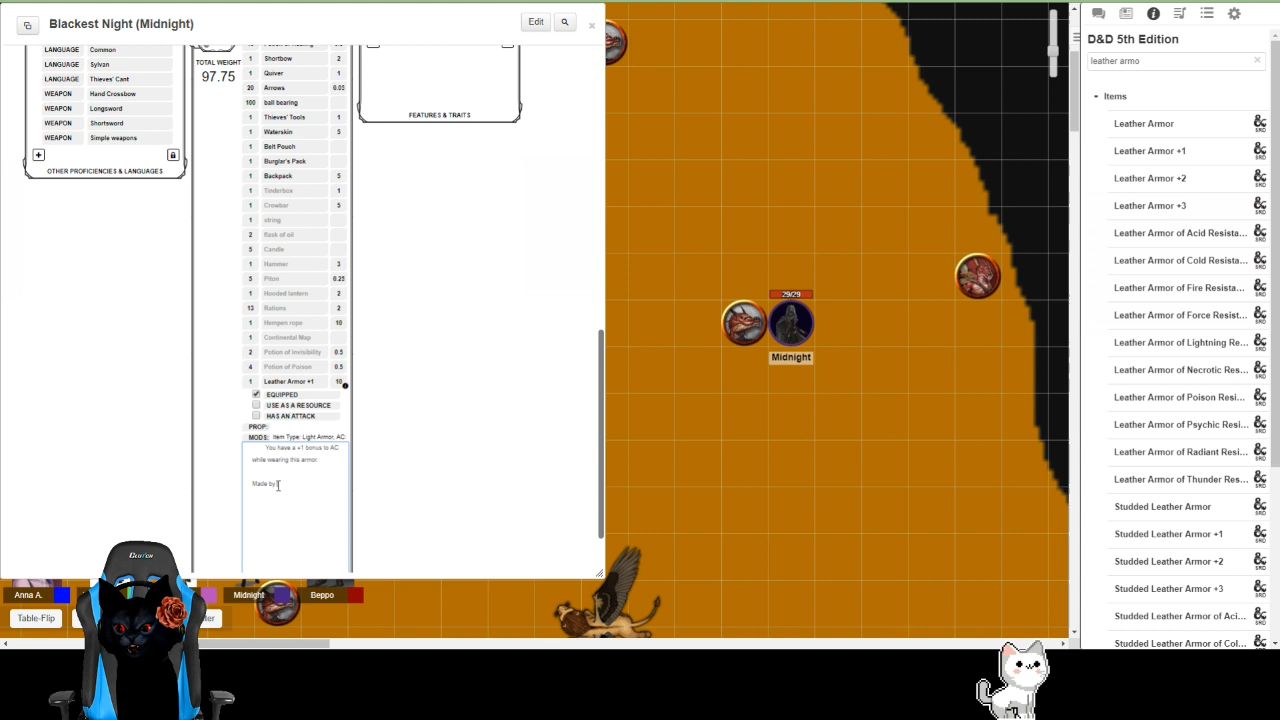 Blackest Night (Midnight)
Edit
LANGUAGE Common
LANGUAGE Sylvan
LANGUAGE Thieves' Cant
WEAPON Hand Crossbow
WEAPON Longsword
WEAPON Shortsword
WEAPON Simple weapons
OTHER PROFICIENCIES & LANGUAGES
TOTAL WEIGHT
97.75
Shortbow 2
1 Quiver 1
20 Arrows 0.03
100 ball bearing
1 Thieves' Tools 1
1 Waterskin 5
1 Belt Pouch
1 Burglar's Pack
1 Backpack 5
1 Tinderbox 1
1 Crowbar 5
1 string
2 flask of oil
5 Candle
1 Hammer 3
5 Piton 0.25
1 Hooded lantern 2
13 Rations 2
1 Hempen rope 10
1 Continental Map
2 Potion of Invisibility 0.5
4 Potion of Poison 0.5
1 Leather Armor +1 10
EQUIPPED
USE AS A RESOURCE
HAS AN ATTACK
PROP:
MODS: Item Type: Light Armor, AC:
You have a +1 bonus to AC
while wearing this armor.
Made by
FEATURES & TRAITS
29/29
Midnight
Anna A.
Midnight
Beppo
Table-Flip
CLUTCH
D&D 5th Edition
leather armo
Items
Leather Armor
Leather Armor +1
Leather Armor +2
Leather Armor +3
Leather Armor of Acid Resista...
Leather Armor of Cold Resista...
Leather Armor of Fire Resista...
Leather Armor of Force Resist...
Leather Armor of Lightning Re...
Leather Armor of Necrotic Res...
Leather Armor of Poison Resi...
Leather Armor of Psychic Resi...
Leather Armor of Radiant Resi...
Leather Armor of Thunder Res...
Studded Leather Armor
Studded Leather Armor +1
Studded Leather Armor +2
Studded Leather Armor +3
Studded Leather Armor of Aci...
Studded Leather Armor of Col...